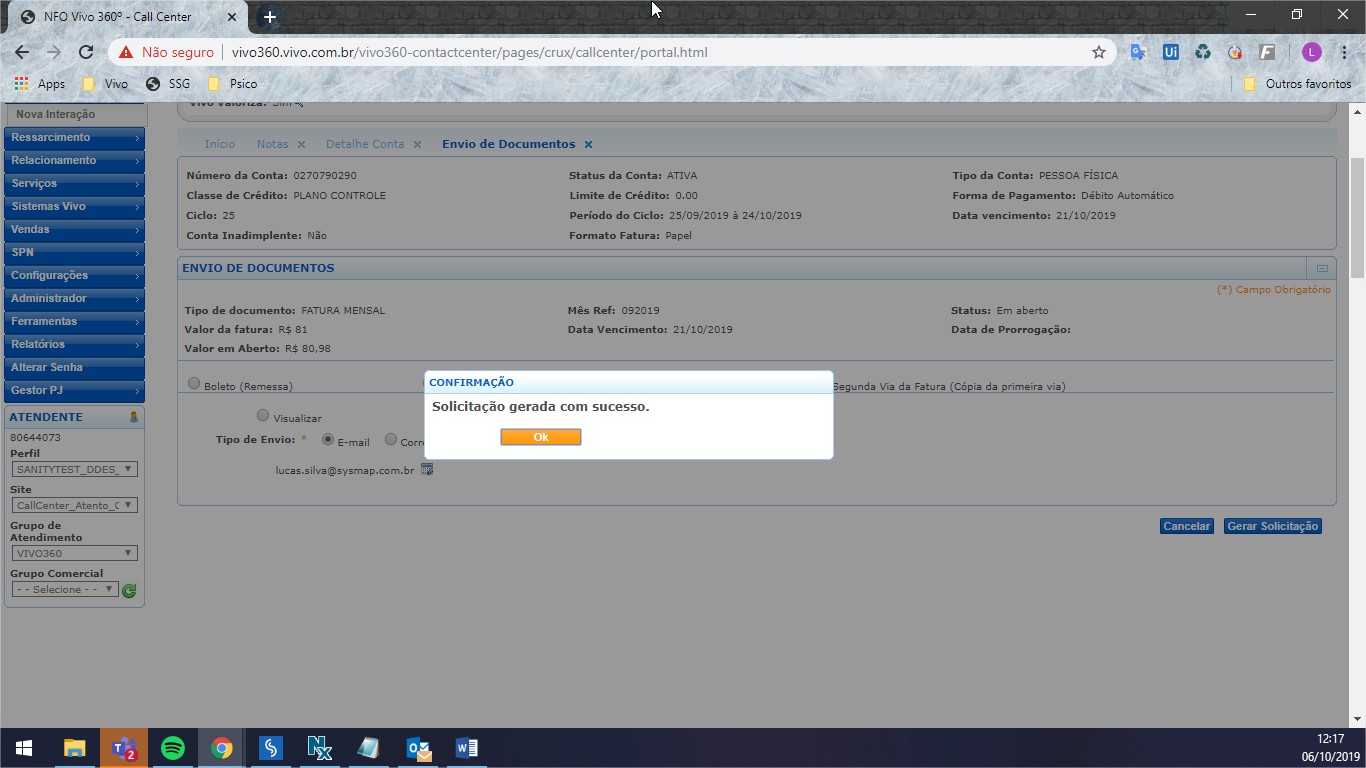 NFO Vivo 360º - Call Center
Não seguro
vivo360.vivo.com.br/vivo360-contactcenter/pages/crux/callcenter/portal.html
Apps Vivo SSG Psico Outros favoritos
Vivo Valoriza: Sim
Nova Interação
Ressarcimento
Relacionamento
Serviços
Sistemas Vivo
Vendas
SPN
Configurações
Administrador
Ferramentas
Relatórios
Alterar Senha
Gestor PJ
ATENDENTE
80644073
Perfil
SANITYTEST_DDES_
Site
CallCenter_Atento_C
Grupo de
Atendimento
VIVO360
Grupo Comercial
- - Selecione - -
Início Notas Detalhe Conta Envio de Documentos
Número da Conta: 0270790290 Status da Conta: ATIVA Tipo da Conta: PESSOA FÍSICA
Classe de Crédito: PLANO CONTROLE Limite de Crédito: 0.00 Forma de Pagamento: Débito Automático
Ciclo: 25 Período do Ciclo: 25/09/2019 à 24/10/2019 Data vencimento: 21/10/2019
Conta Inadimplente: Não Formato Fatura: Papel
ENVIO DE DOCUMENTOS
(*) Campo Obrigatório
Tipo de documento: FATURA MENSAL Mês Ref: 092019 Status: Em aberto
Valor da fatura: R$ 81 Data Vencimento: 21/10/2019 Data de Prorrogação:
Valor em Aberto: R$ 80,98
Boleto (Remessa) Segunda Via da Fatura (Cópia da primeira via)
Visualizar
Tipo de Envio: * E-mail Corre
lucas.silva@sysmap.com.br
CONFIRMAÇÃO
Solicitação gerada com sucesso.
Ok
Cancelar Gerar Solicitação
12:17
06/10/2019